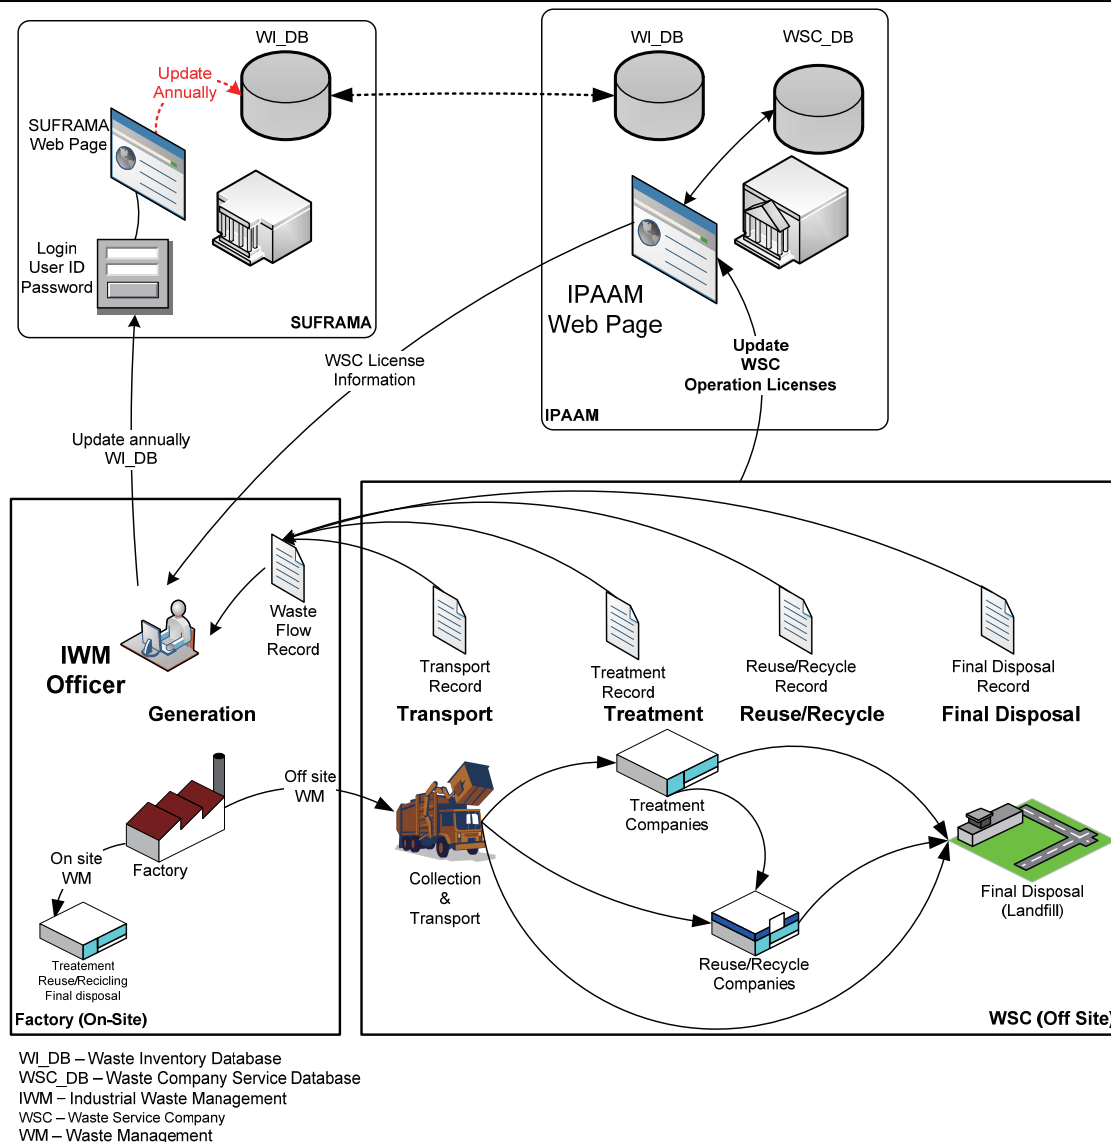 WI_DB
Update
Annually
SUFRAMA
Web Page
Login
User ID
Password
SUFRAMA
WI_DB
WSC_DB
IPAAM
Web Page
Update
WSC
Operation Licenses
IPAAM
WSC License
Information
Update annually
WI_DB
Waste
Flow
Record
IWM
Officer
Generation
Factory
On site
WM
Off site
WM
Treatement
Reuse/Recicling
Final disposal
Factory (On-Site)
Transport
Record
Treatment
Record
Reuse/Recycle
Record
Final Disposal
Record
Transport
Treatment
Reuse/Recycle
Final Disposal
Treatment
Companies
Collection
&
Transport
Reuse/Recycle
Companies
Final Disposal
(Landfill)
WSC (Off Site)
WI_DB – Waste Inventory Database
WSC_DB – Waste Company Service Database
IWM – Industrial Waste Management
WSC – Waste Service Company
WM – Waste Management